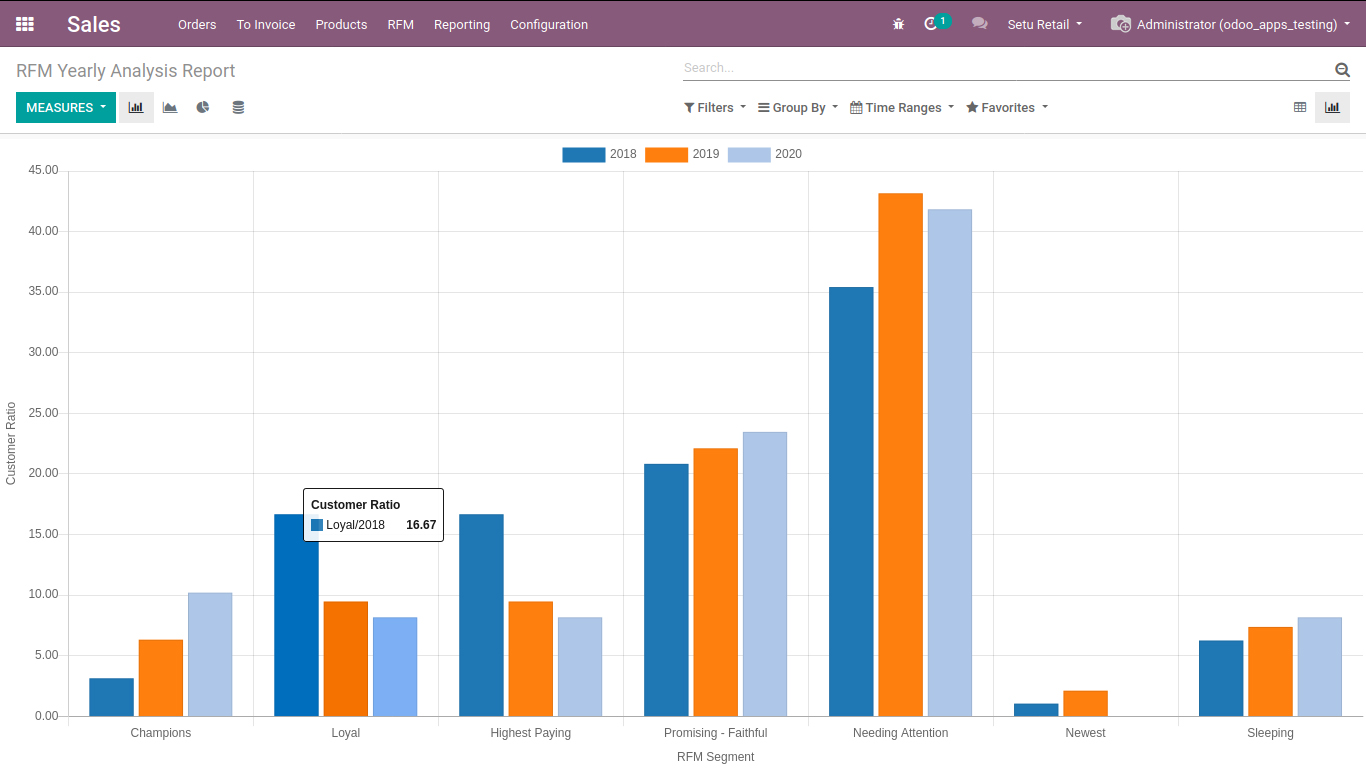 Sales Orders To Invoice Products RFM Reporting Configuration 1 Setu Retail Administrator (odoo_apps_testing)
RFM Yearly Analysis Report Search...
MEASURES Filters Group By Time Ranges Favorites
2018 2019 2020
45.00
40.00
35.00
30.00
25.00
20.00
15.00
10.00
5.00
0.00
Customer Ratio
Customer Ratio
Loyal/2018 16.67
Champions Loyal Highest Paying Promising - Faithful Needing Attention Newest Sleeping
RFM Segment